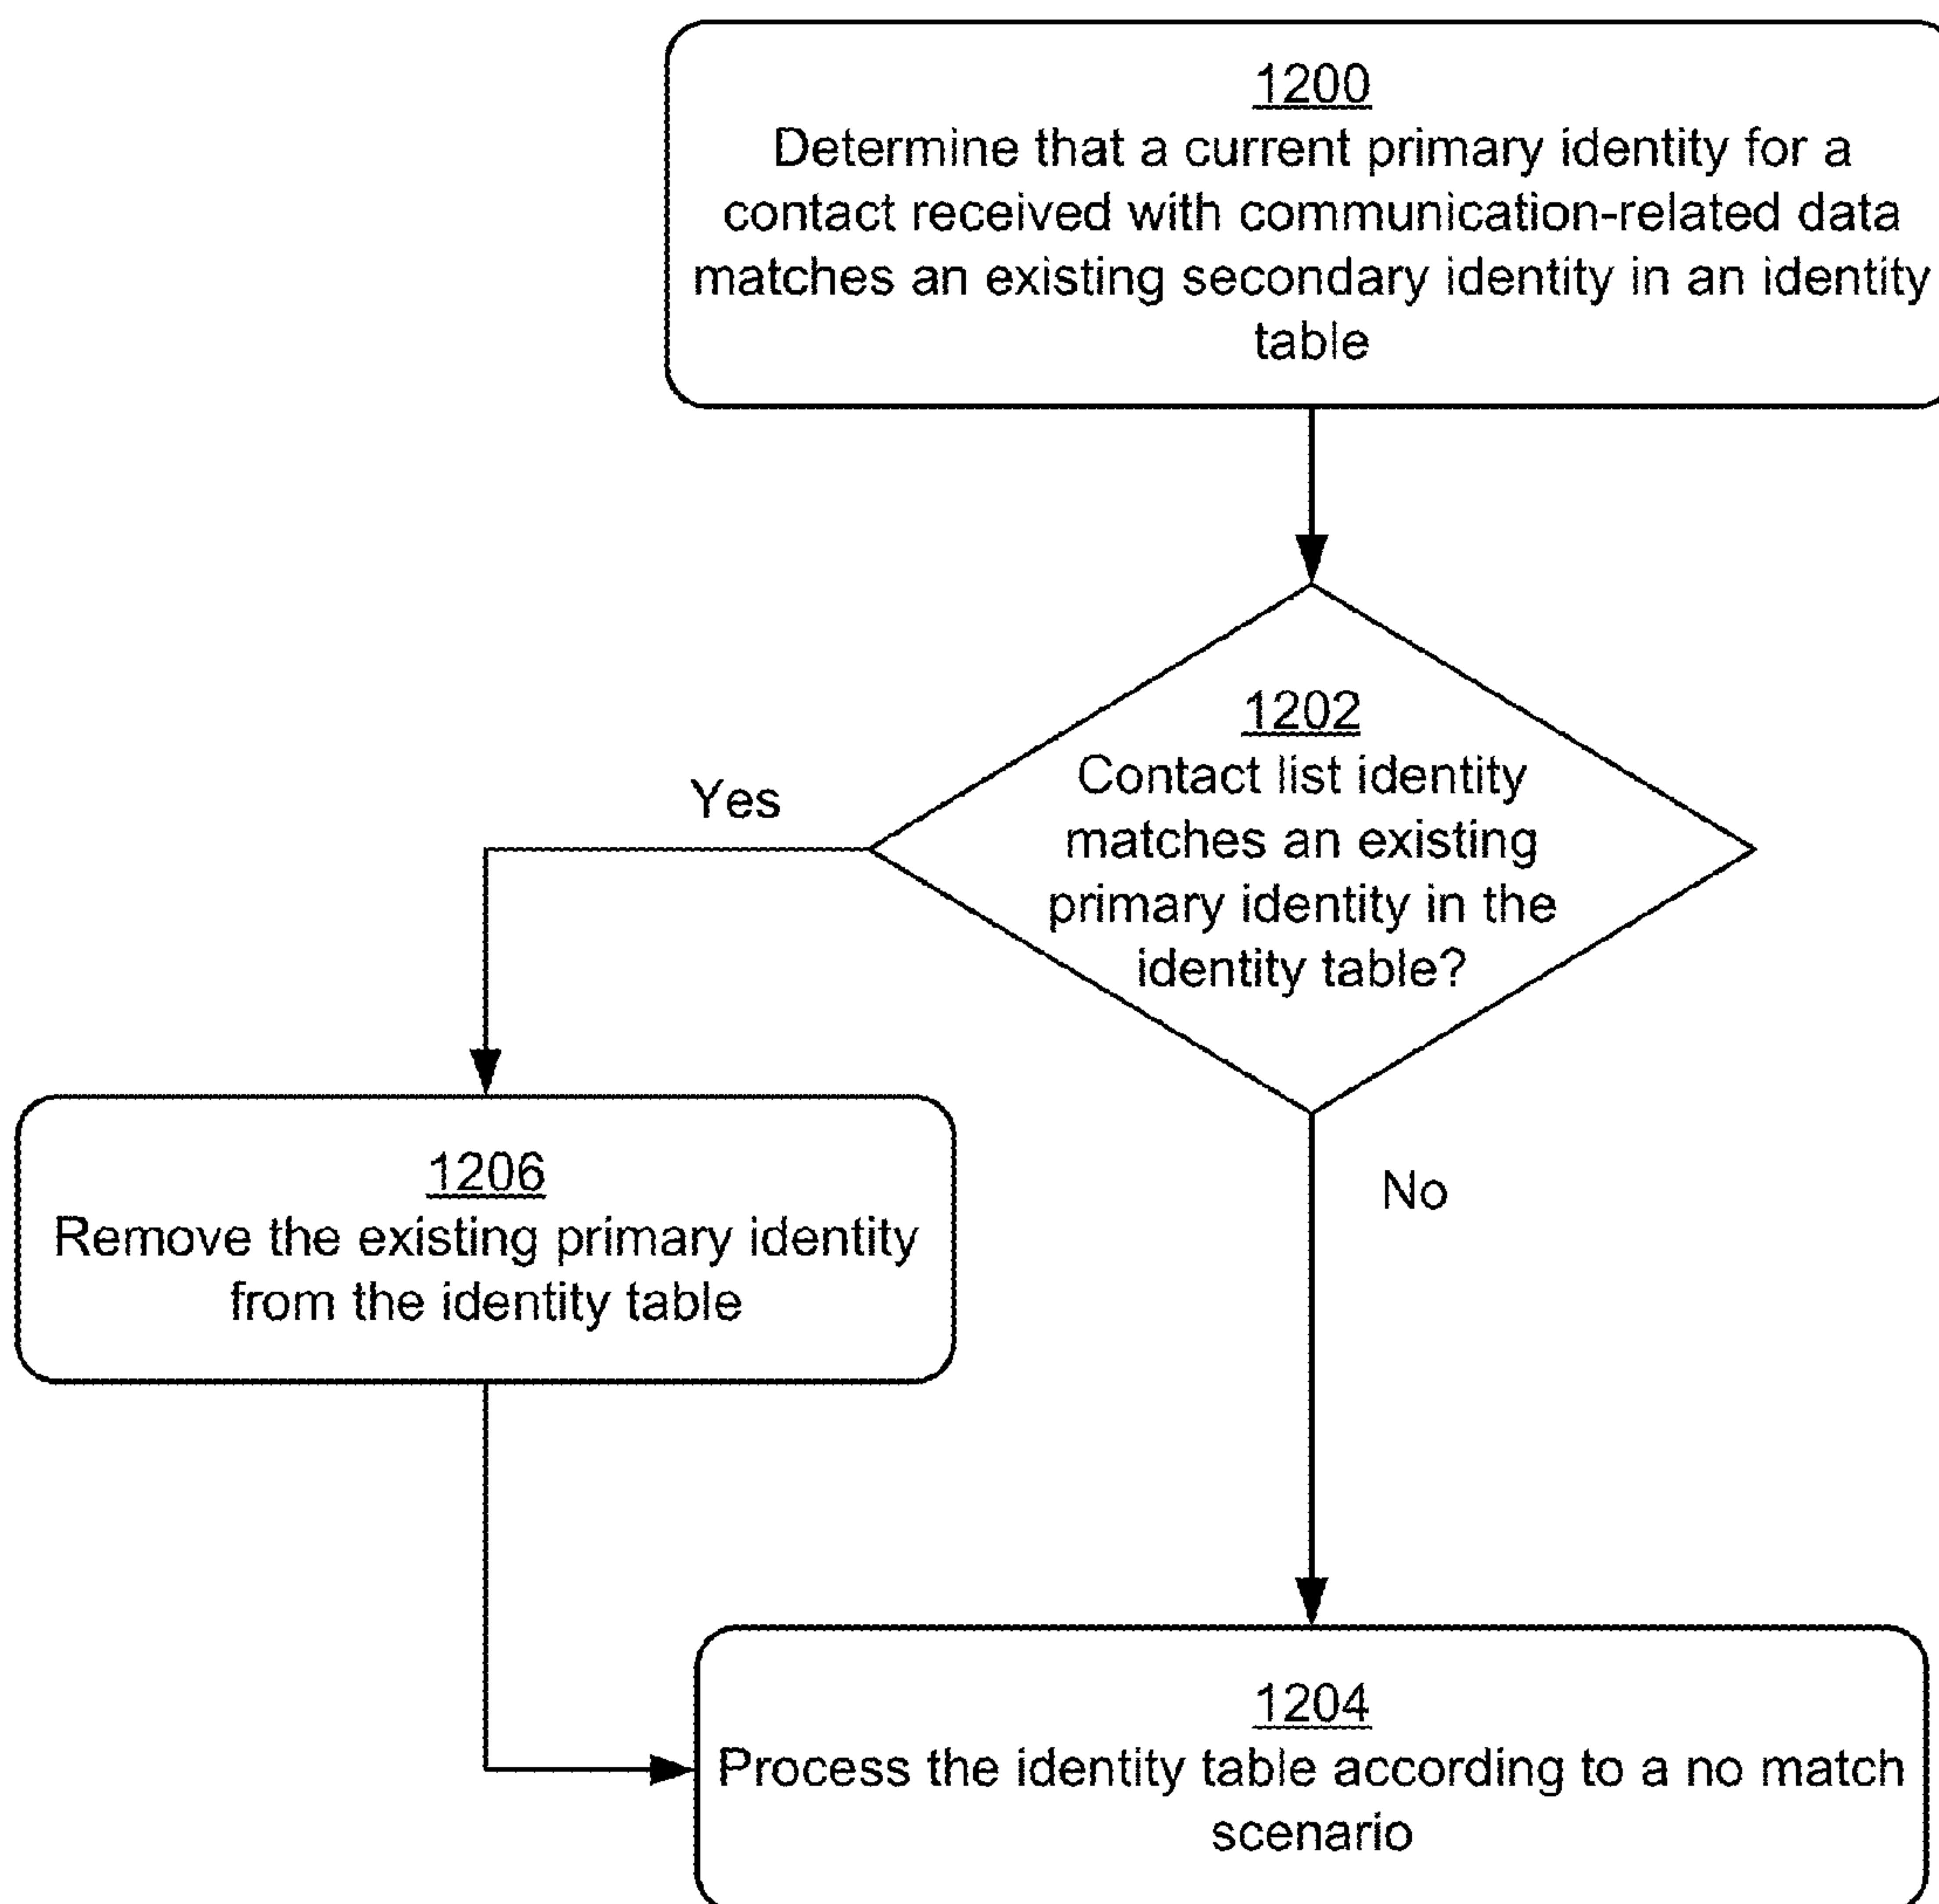 1200
Determine that a current primary identity for a
contact received with communication-related data
matches an existing secondary identity in an identity
table
1202
Contact list identity
matches an existing
primary identity in the
identity table?
Yes
1206
Remove the existing primary identity
from the identity table
No
1204
Process the identity table according to a no match
scenario